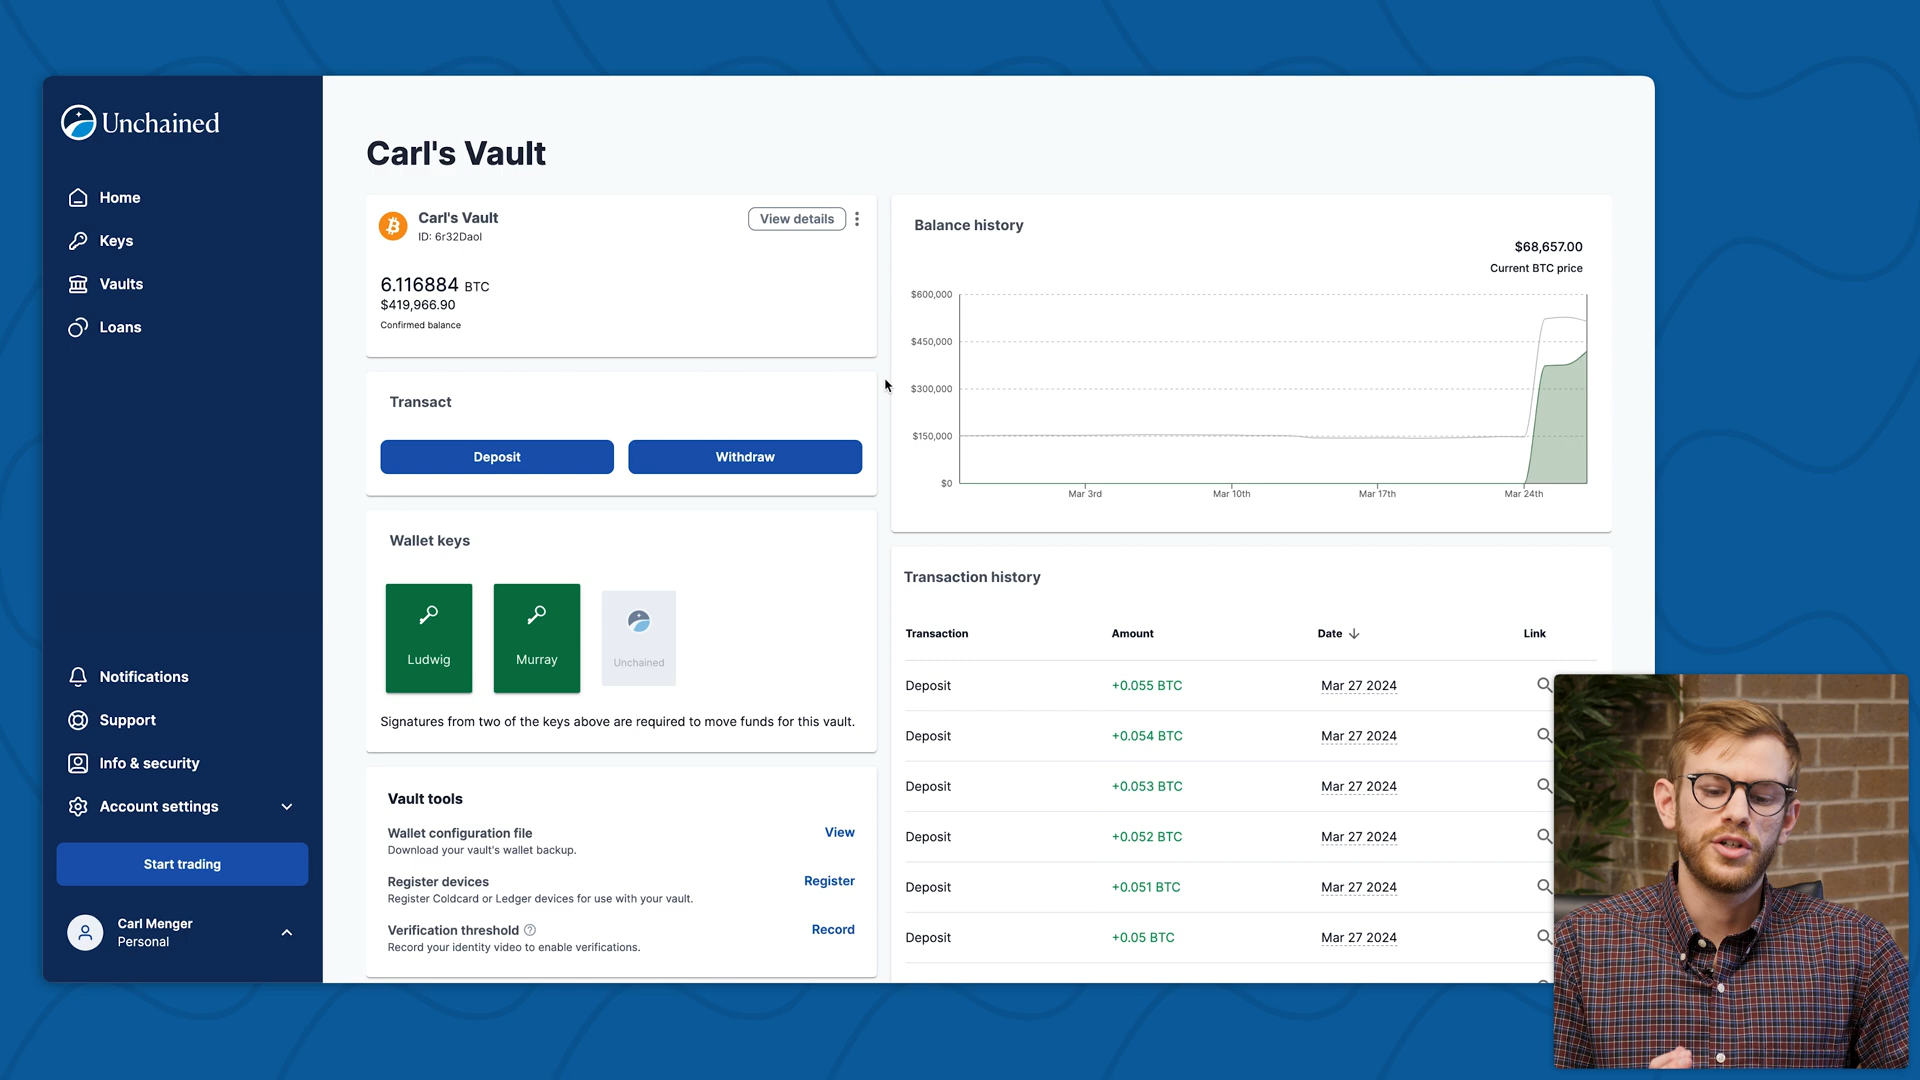 Unchained
Home
Keys
Vaults
Loans
Notifications
Support
Info & security
Account settings
Start trading
Carl Menger
Personal
Carl's Vault
Carl's Vault
ID: 6r32Daol
View details
6.116884 BTC
$419,966.90
Confirmed balance
Transact
Deposit
Withdraw
Wallet keys
Ludwig
Murray
Unchained
Signatures from two of the keys above are required to move funds for this vault.
Vault tools
Wallet configuration file
View
Download your vault's wallet backup.
Register devices
Register
Register Coldcard or Ledger devices for use with your vault.
Verification threshold
Record
Record your identity video to enable verifications.
Balance history
$68,657.00
Current BTC price
$600,000
$450,000
$300,000
$150,000
$0
Mar 3rd Mar 10th Mar 17th Mar 24th
Transaction history
Transaction Amount Date Link
Deposit +0.055 BTC Mar 27 2024
Deposit +0.054 BTC Mar 27 2024
Deposit +0.053 BTC Mar 27 2024
Deposit +0.052 BTC Mar 27 2024
Deposit +0.051 BTC Mar 27 2024
Deposit +0.05 BTC Mar 27 2024